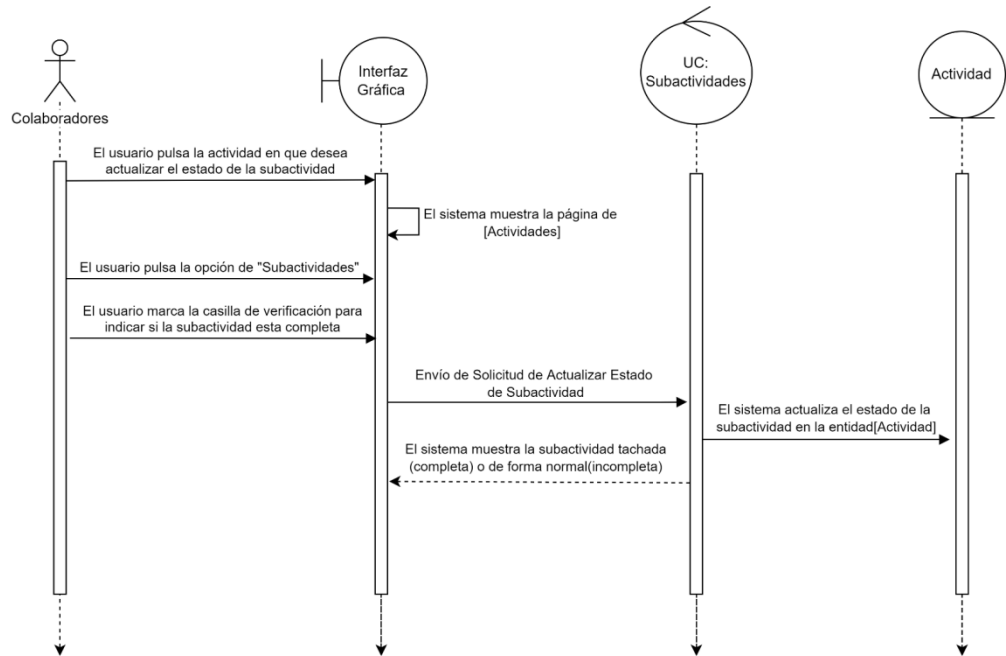 Colaboradores
Interfaz
Gráfica
UC:
Subactividades
Actividad
El usuario pulsa la actividad en que desea
actualizar el estado de la subactividad
El sistema muestra la página de
[Actividades]
El usuario pulsa la opción de "Subactividades"
El usuario marca la casilla de verificación para
indicar si la subactividad esta completa
Envío de Solicitud de Actualizar Estado
de Subactividad
El sistema actualiza el estado de la
subactividad en la entidad[Actividad]
El sistema muestra la subactividad tachada
(completa) o de forma normal(incompleta)